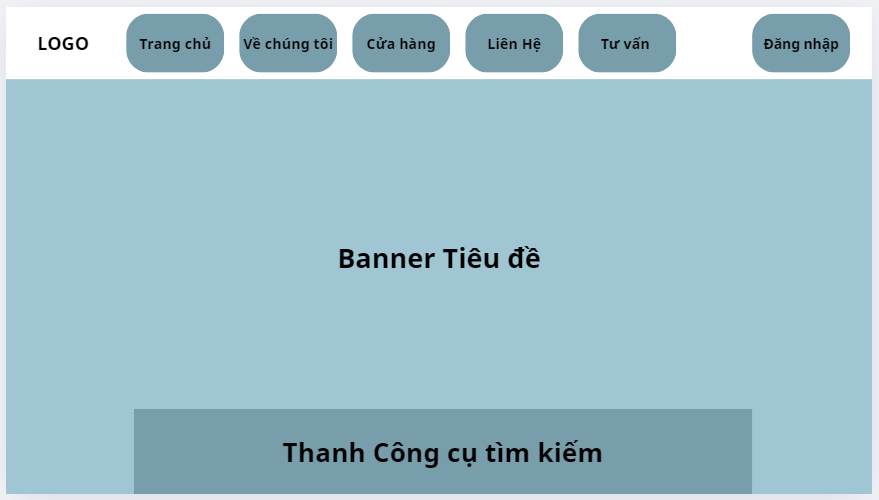 LOGO
Trang chủ
Về chúng tôi
Cửa hàng
Liên Hệ
Tư vấn
Đăng nhập
Banner Tiêu đề
Thanh Công cụ tìm kiếm